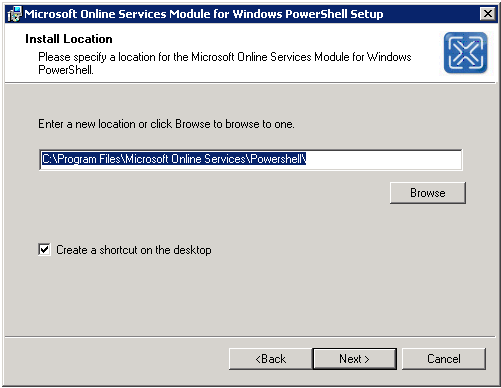 Microsoft Online Services Module for Windows PowerShell Setup
Install Location
Please specify a location for the Microsoft Online Services Module for Windows
PowerShell.
Enter a new location or click Browse to browse to one.
C:\Program Files\Microsoft Online Services\Powershell\
Browse
Create a shortcut on the desktop
<Back
Next >
Cancel